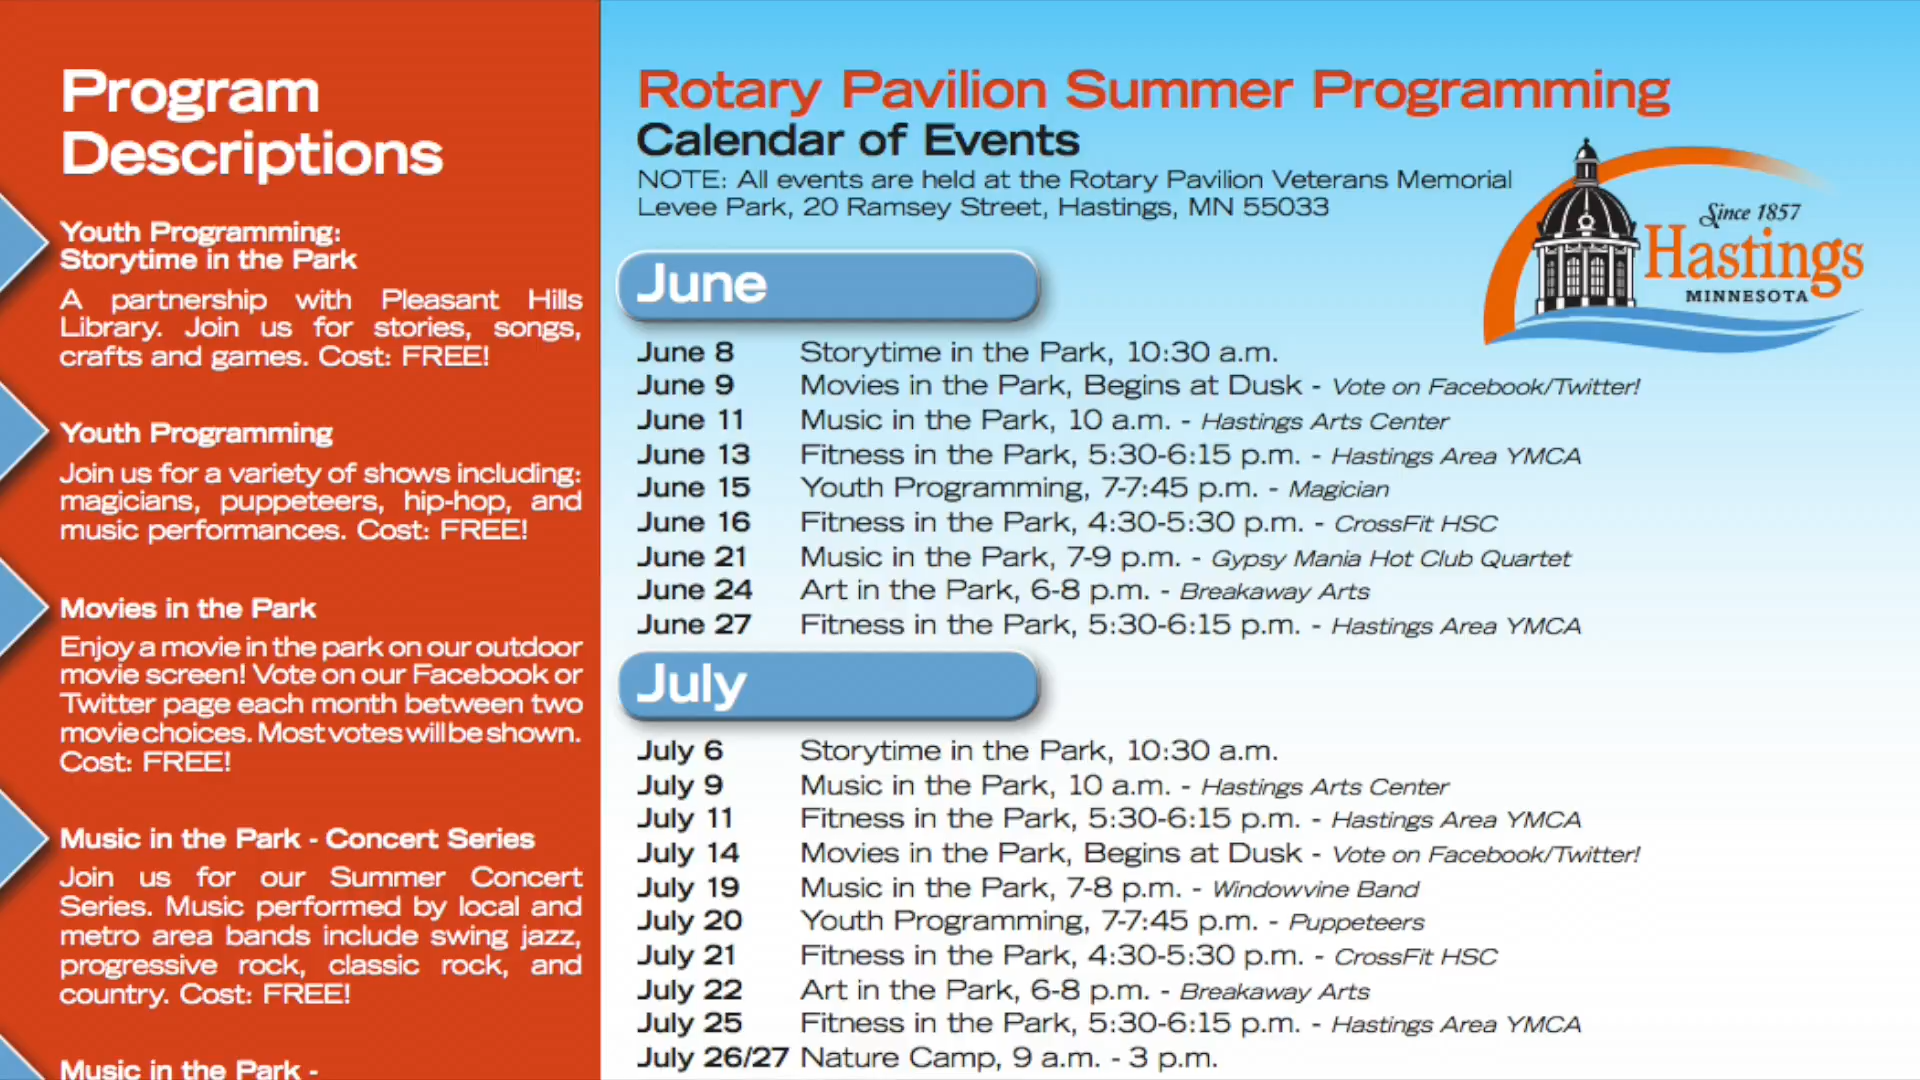 Program
Descriptions
Youth Programming:
Storytime in the Park
A partnership with Pleasant Hills
Library. Join us for stories, songs,
crafts and games. Cost: FREE!
Youth Programming
Join us for a variety of shows including:
magicians, puppeteers, hip-hop, and
music performances. Cost: FREE!
Movies in the Park
Enjoy a movie in the park on our outdoor
movie screen! Vote on our Facebook or
Twitter page each month between two
movie choices. Most votes will be shown.
Cost: FREE!
Music in the Park - Concert Series
Join us for our Summer Concert
Series. Music performed by local and
metro area bands include swing jazz,
progressive rock, classic rock, and
country. Cost: FREE!
Music in the Park -
Rotary Pavilion Summer Programming
Calendar of Events
NOTE: All events are held at the Rotary Pavilion Veterans Memorial
Levee Park, 20 Ramsey Street, Hastings, MN 55033
Since 1857
Hastings
MINNESOTA
June
June 8 Storytime in the Park, 10:30 a.m.
June 9 Movies in the Park, Begins at Dusk - Vote on Facebook/Twitter!
June 11 Music in the Park, 10 a.m. - Hastings Arts Center
June 13 Fitness in the Park, 5:30-6:15 p.m. - Hastings Area YMCA
June 15 Youth Programming, 7-7:45 p.m. - Magician
June 16 Fitness in the Park, 4:30-5:30 p.m. - CrossFit HSC
June 21 Music in the Park, 7-9 p.m. - Gypsy Mania Hot Club Quartet
June 24 Art in the Park, 6-8 p.m. - Breakaway Arts
June 27 Fitness in the Park, 5:30-6:15 p.m. - Hastings Area YMCA
July
July 6 Storytime in the Park, 10:30 a.m.
July 9 Music in the Park, 10 a.m. - Hastings Arts Center
July 11 Fitness in the Park, 5:30-6:15 p.m. - Hastings Area YMCA
July 14 Movies in the Park, Begins at Dusk - Vote on Facebook/Twitter!
July 19 Music in the Park, 7-8 p.m. - Windowvine Band
July 20 Youth Programming, 7-7:45 p.m. - Puppeteers
July 21 Fitness in the Park, 4:30-5:30 p.m. - CrossFit HSC
July 22 Art in the Park, 6-8 p.m. - Breakaway Arts
July 25 Fitness in the Park, 5:30-6:15 p.m. - Hastings Area YMCA
July 26/27 Nature Camp, 9 a.m. - 3 p.m.